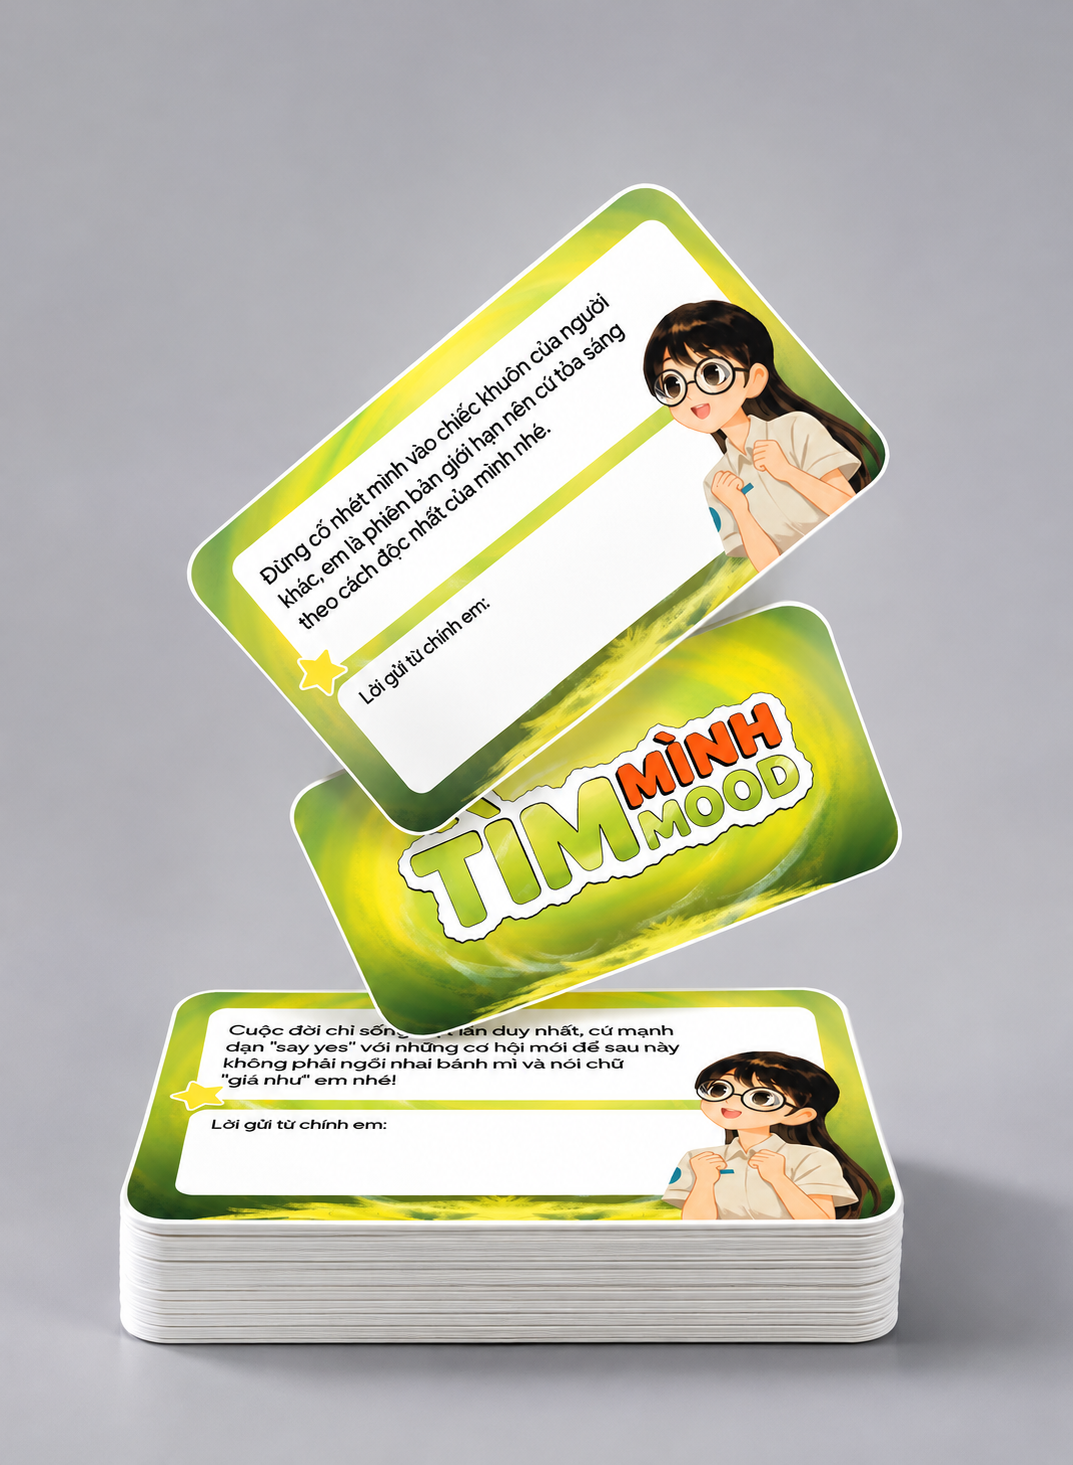 Đừng cố nhét mình vào chiếc khuôn của người
khác, em là phiên bản giới hạn nên cứ tỏa sáng
theo cách độc nhất của mình nhé.
Lời gửi từ chính em:
TÌM
MÌNH
MOOD
Cuộc đời chỉ sống lần duy nhất, cứ mạnh
dạn "say yes" với những cơ hội mới để sau này
không phải ngồi nhai bánh mì và nói chữ
"giá như" em nhé!
Lời gửi từ chính em: